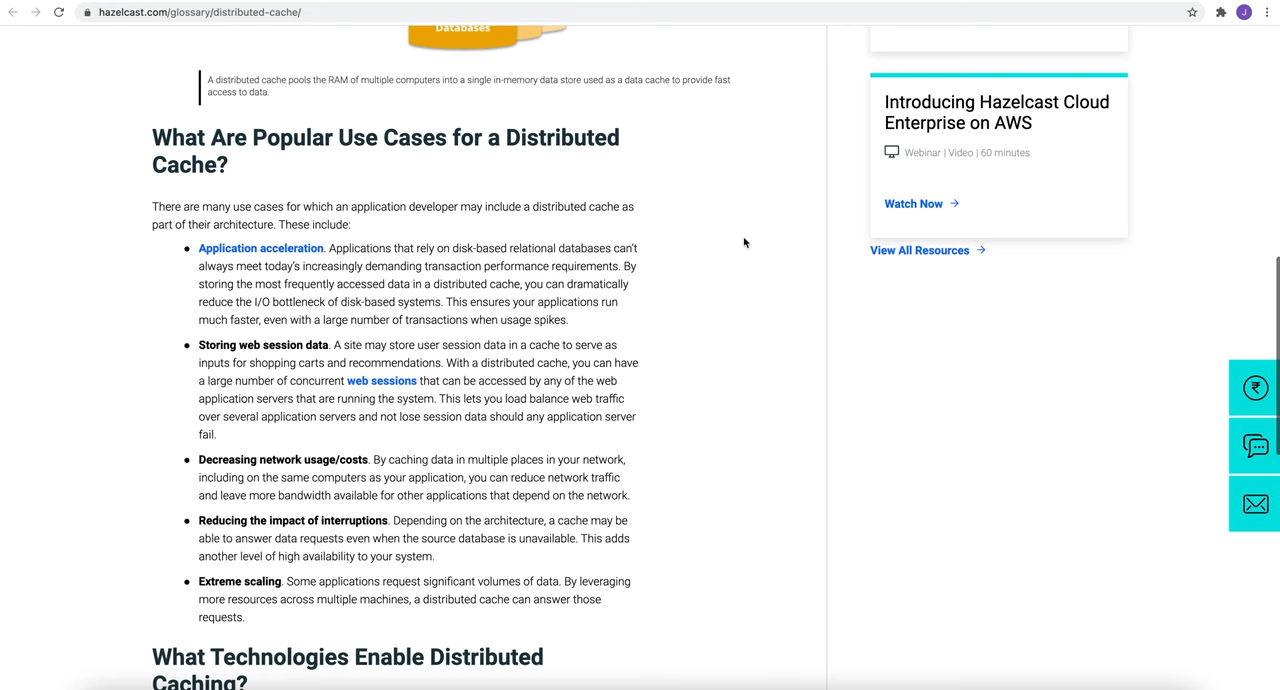 hazelcast.com/glossary/distributed-cache/
J
Databases
A distributed cache pools the RAM of multiple computers into a single in-memory data store used as a data cache to provide fast
access to data.
What Are Popular Use Cases for a Distributed
Cache?
There are many use cases for which an application developer may include a distributed cache as
part of their architecture. These include:
● Application acceleration. Applications that rely on disk-based relational databases can't
always meet today's increasingly demanding transaction performance requirements. By
storing the most frequently accessed data in a distributed cache, you can dramatically
reduce the I/O bottleneck of disk-based systems. This ensures your applications run
much faster, even with a large number of transactions when usage spikes.
● Storing web session data. A site may store user session data in a cache to serve as
inputs for shopping carts and recommendations. With a distributed cache, you can have
a large number of concurrent web sessions that can be accessed by any of the web
application servers that are running the system. This lets you load balance web traffic
over several application servers and not lose session data should any application server
fail.
● Decreasing network usage/costs. By caching data in multiple places in your network,
including on the same computers as your application, you can reduce network traffic
and leave more bandwidth available for other applications that depend on the network.
● Reducing the impact of interruptions. Depending on the architecture, a cache may be
able to answer data requests even when the source database is unavailable. This adds
another level of high availability to your system.
● Extreme scaling. Some applications request significant volumes of data. By leveraging
more resources across multiple machines, a distributed cache can answer those
requests.
What Technologies Enable Distributed
Caching?
Introducing Hazelcast Cloud
Enterprise on AWS
Webinar | Video | 60 minutes
Watch Now →
View All Resources →
₹